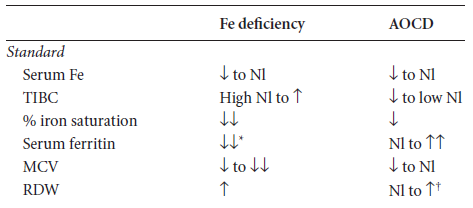 Fe deficiency AOCD
Standard
Serum Fe ↓ to Nl ↓ to Nl
TIBC High Nl to ↑ ↓ to low Nl
% iron saturation ↓↓ ↓
Serum ferritin ↓↓* Nl to ↑↑
MCV ↓ to ↓↓ ↓ to Nl
RDW ↑ Nl to ↑†